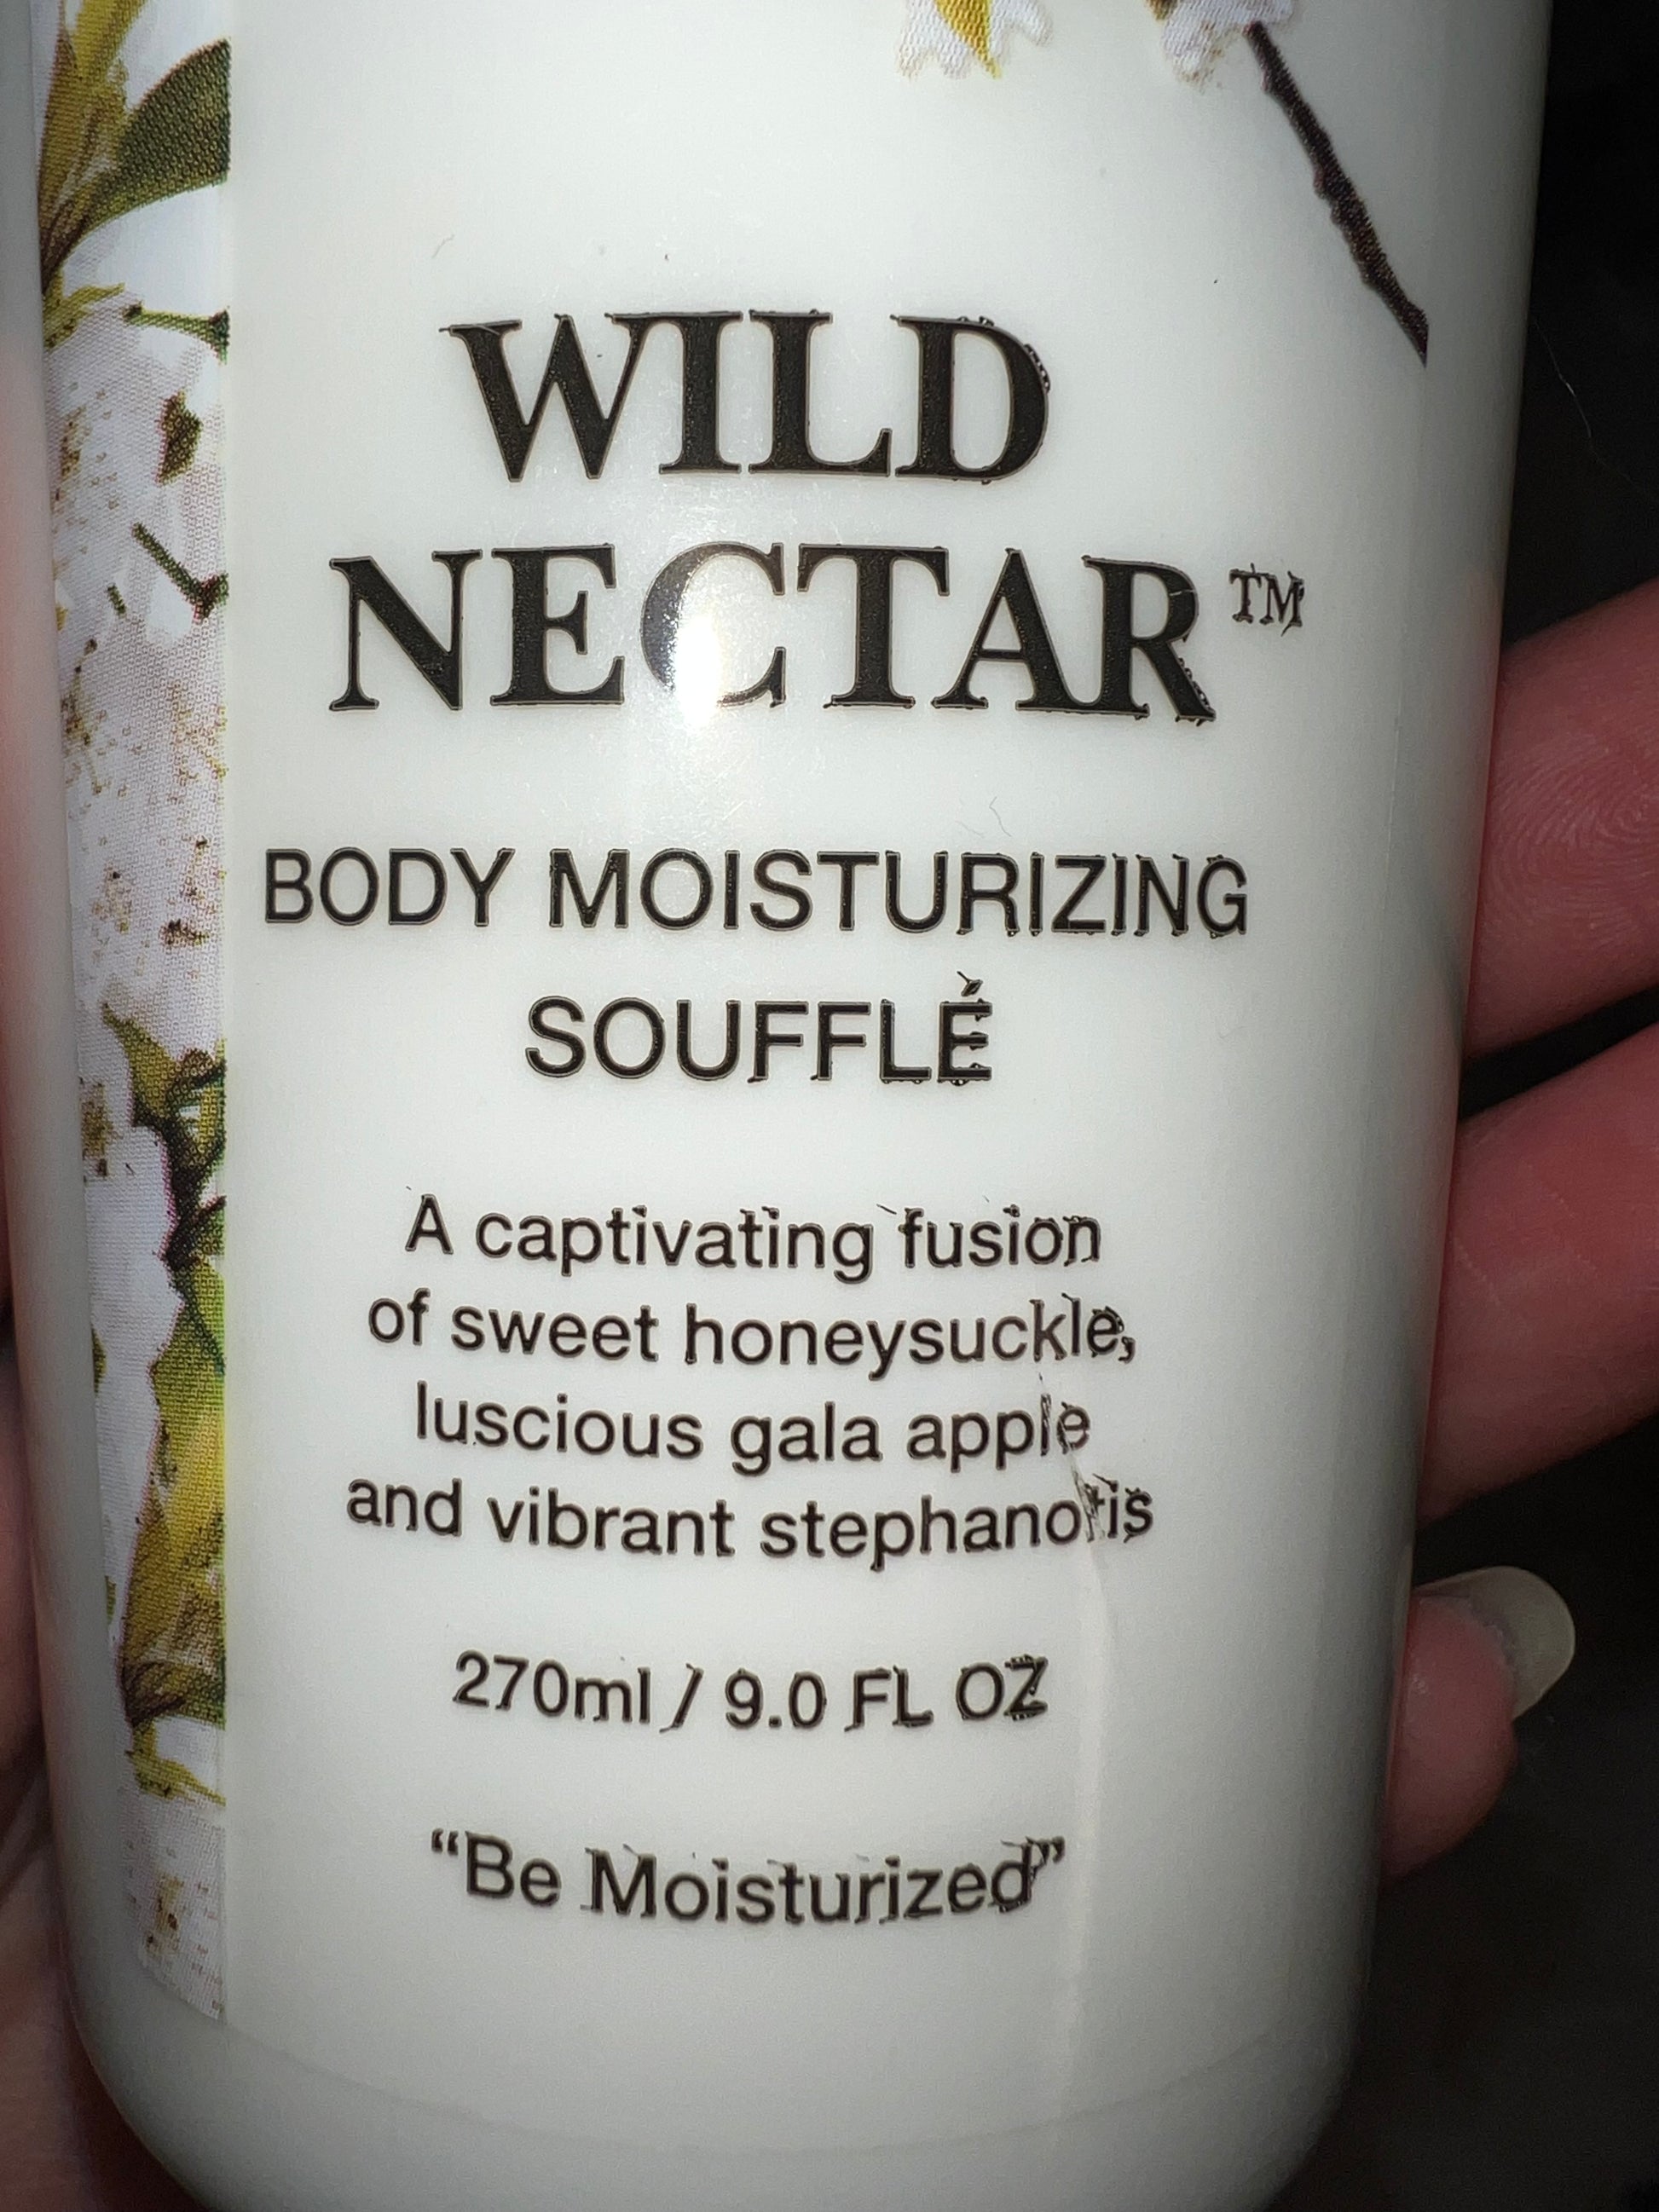 WILD
NECTAR™
BODY MOISTURIZING
SOUFFLÉ
A captivating fusion
of sweet honeysuckle,
luscious gala apple
and vibrant stephanotis
270ml / 9.0 FL OZ
“Be Moisturized”